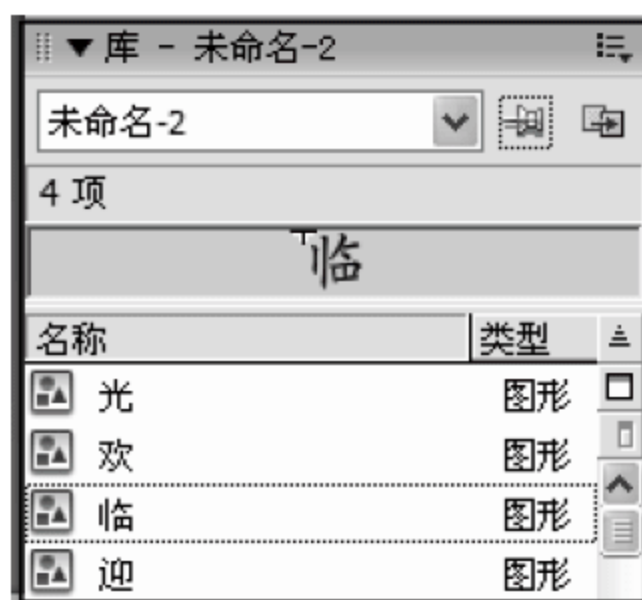 库 - 未命名-2
未命名-2
4 项
临
名称 类型
光 图形
欢 图形
临 图形
迎 图形